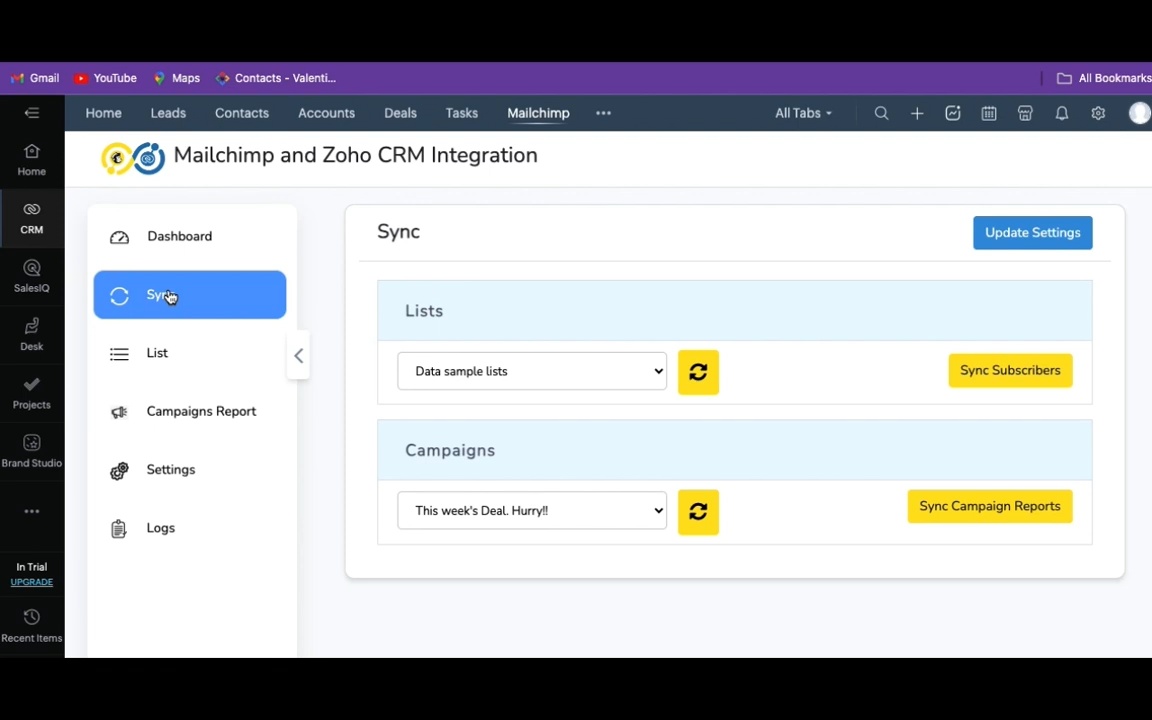 Gmail YouTube Maps Contacts - Valenti... All Bookmarks
Home Leads Contacts Accounts Deals Tasks Mailchimp All Tabs
Mailchimp and Zoho CRM Integration
Home
CRM
SalesIQ
Desk
Projects
Brand Studio
In Trial
UPGRADE
Recent Items
Dashboard
Sync
List
Campaigns Report
Settings
Logs
Sync Update Settings
Lists
Data sample lists Sync Subscribers
Campaigns
This week's Deal. Hurry!! Sync Campaign Reports